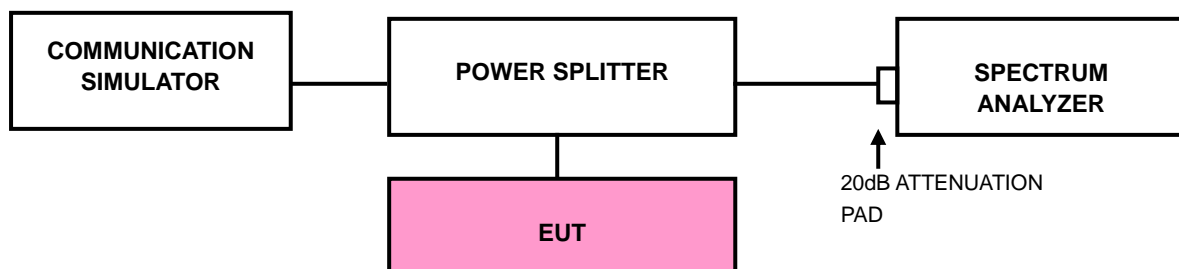 COMMUNICATION
SIMULATOR
POWER SPLITTER
SPECTRUM
ANALYZER
20dB ATTENUATION
PAD
EUT